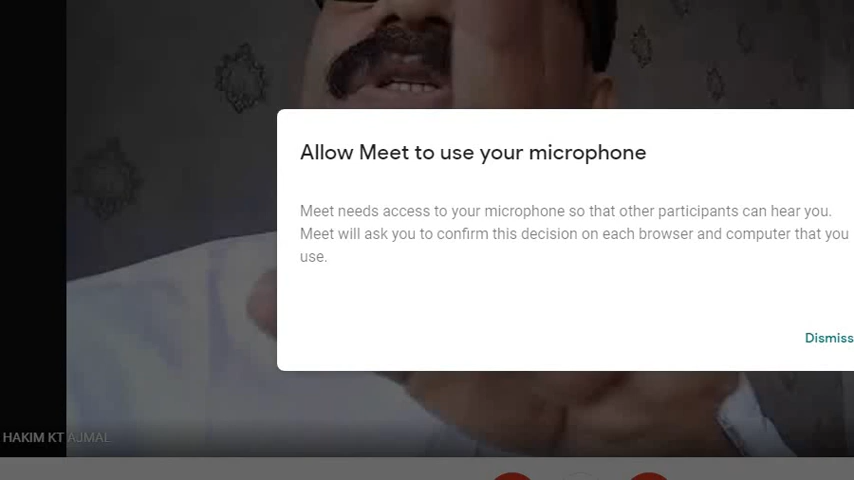 Allow Meet to use your microphone
Meet needs access to your microphone so that other participants can hear you.
Meet will ask you to confirm this decision on each browser and computer that you
use.
Dismiss
HAKIM KT AJMAL